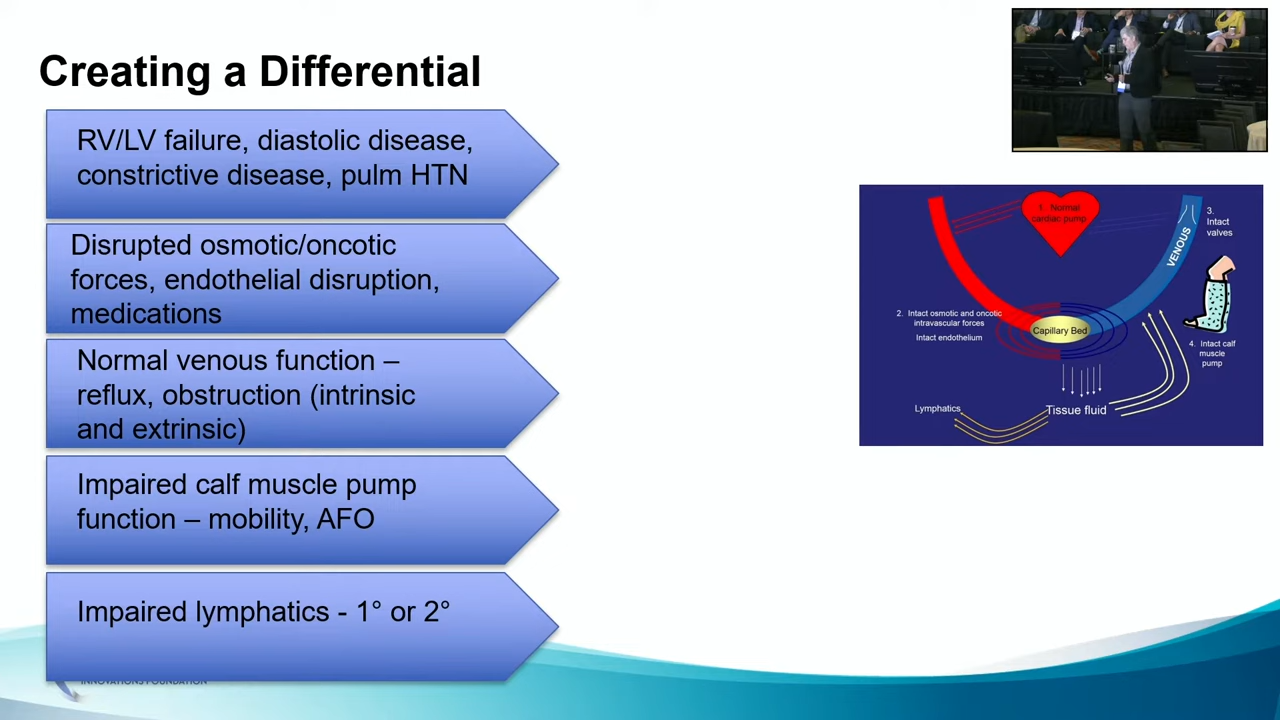 Creating a Differential
RV/LV failure, diastolic disease,
constrictive disease, pulm HTN
Disrupted osmotic/oncotic
forces, endothelial disruption,
medications
Normal venous function –
reflux, obstruction (intrinsic
and extrinsic)
Impaired calf muscle pump
function – mobility, AFO
Impaired lymphatics - 1° or 2°
INNOVATIONS FOUNDATION
1. Normal
cardiac pump
3.
Intact
valves
VENOUS
2. Intact osmotic and oncotic
intravascular forces
Intact endothelium
Capillary Bed
4. Intact calf
muscle
pump
Lymphatics
Tissue fluid